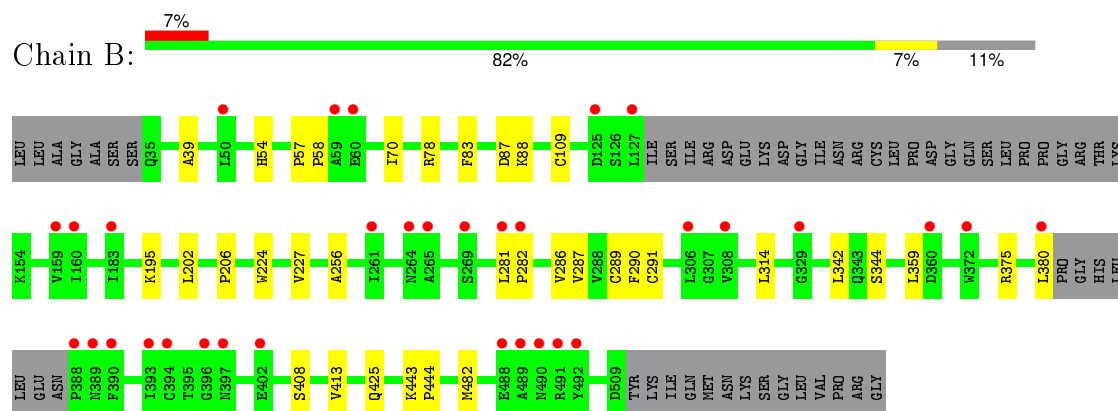 7%
Chain B:
82% 7% 11%
LEU LEU ALA GLY ALA SER SER Q35 A39 L50 H54 P57 P58 A59 E60 I70 R78 F83 D87 R88 C109 D125 S126 L127 ILE SER ILE ARG ASP GLU LYS ASP GLY ILE ASN ARG CYS LEU PRO ASP GLY GLN SER LEU PRO PRO GLY ARG THR LYS
K154 V159 I160 I183 K195 L202 P206 W224 V227 A256 I261 N264 A265 S269 L281 P282 V286 V287 V288 C289 F290 C291 L306 G307 V308 L314 G329 L342 Q343 S344 L359 D360 W372 R375 L380 PRO GLY HIS LEU
LEU GLU ASN P388 N389 F390 I393 C394 T395 G396 N397 E402 S408 V413 Q425 K443 P444 M482 E488 A489 N490 R491 Y492 D509 TYR LYS ILE GLN MET ASN LYS SER GLY LEU VAL PRO ARG GLY